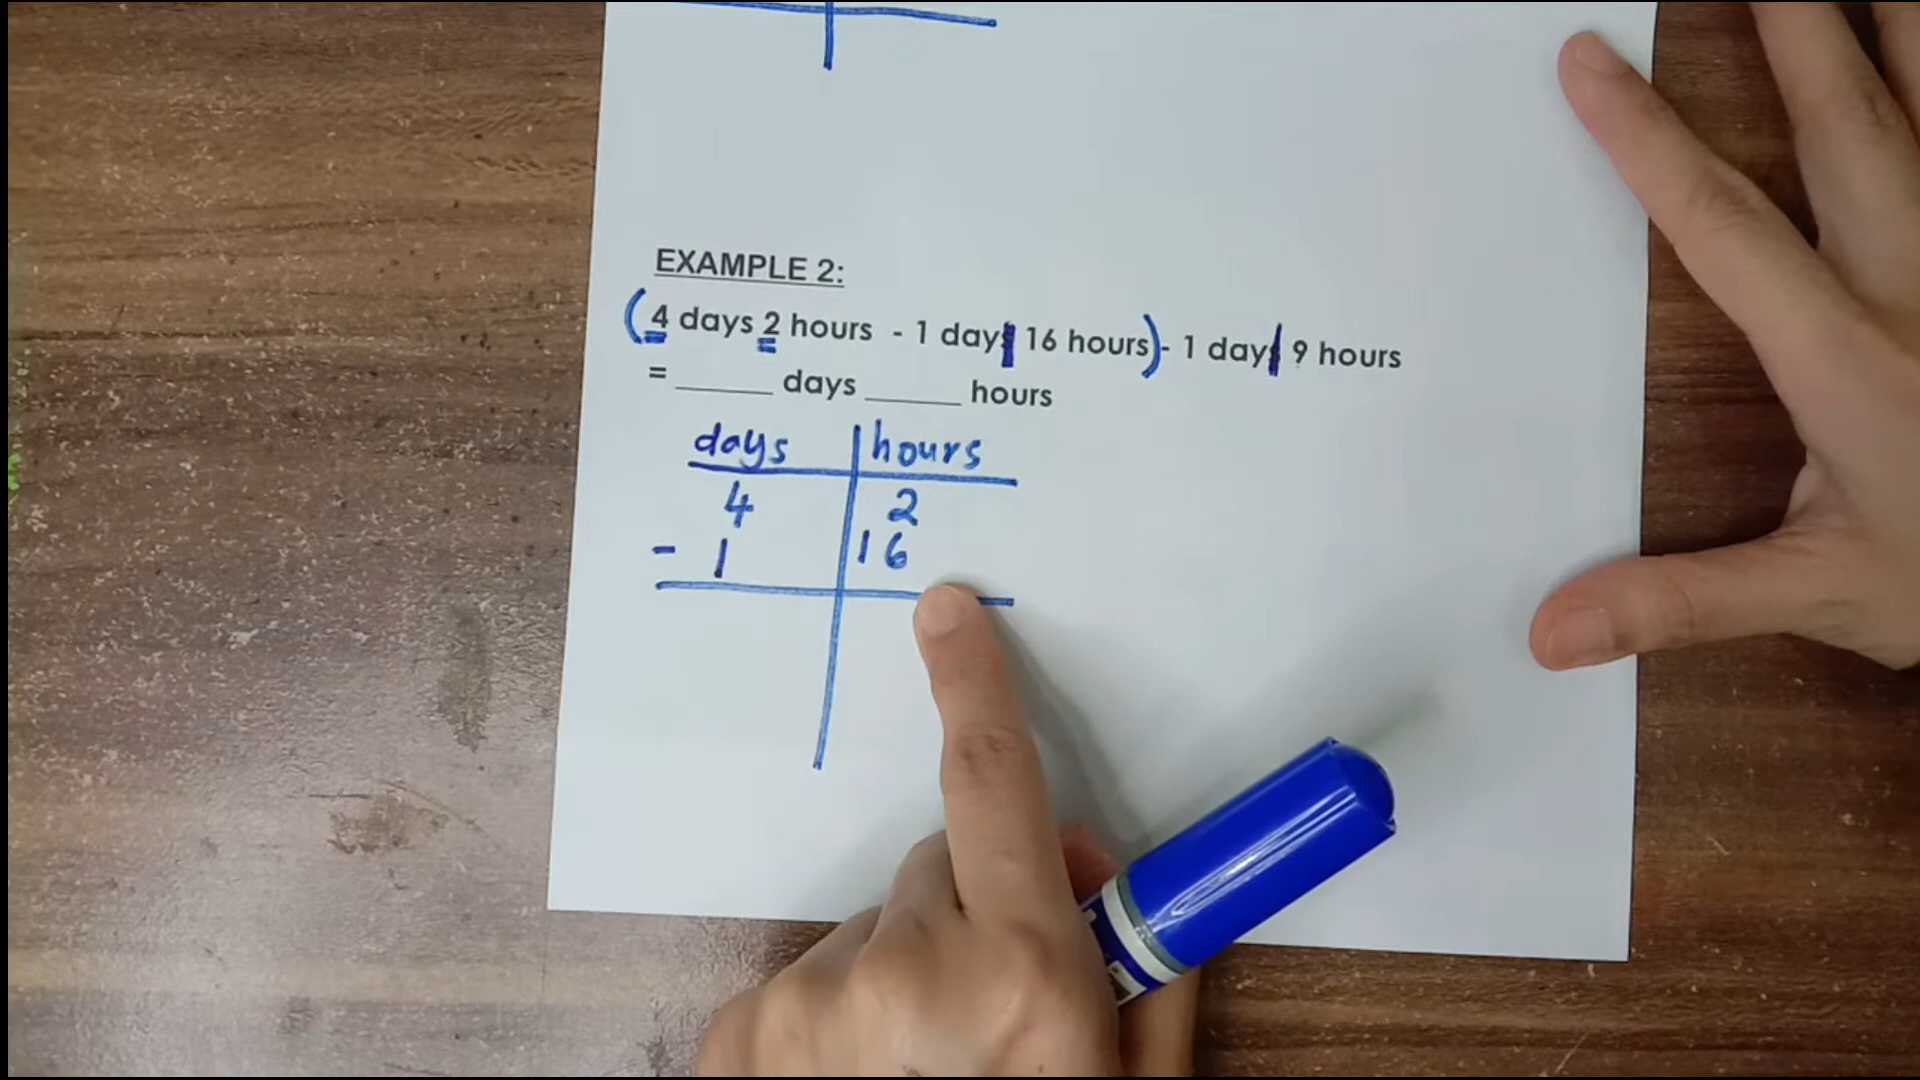 EXAMPLE 2:
(4 days 2 hours - 1 day 16 hours) - 1 day 9 hours
= ______ days ______ hours
days | hours
4 | 2
- 1 | 16